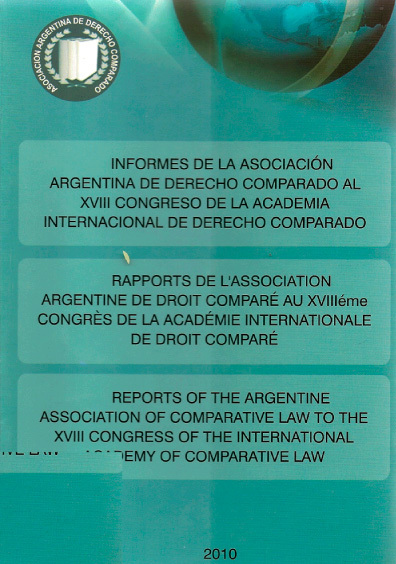 ASOCIACIÓN ARGENTINA DE DERECHO COMPARADO
AADC
INFORMES DE LA ASOCIACIÓN
ARGENTINA DE DERECHO COMPARADO AL
XVIII CONGRESO DE LA ACADEMIA
INTERNACIONAL DE DERECHO COMPARADO
RAPPORTS DE L'ASSOCIATION
ARGENTINE DE DROIT COMPARÉ AU XVIIIéme
CONGRÈS DE LA ACADÉMIE INTERNATIONALE
DE DROIT COMPARÉ
REPORTS OF THE ARGENTINE
ASSOCIATION OF COMPARATIVE LAW TO THE
XVIII CONGRESS OF THE INTERNATIONAL
ACADEMY OF COMPARATIVE LAW
2010